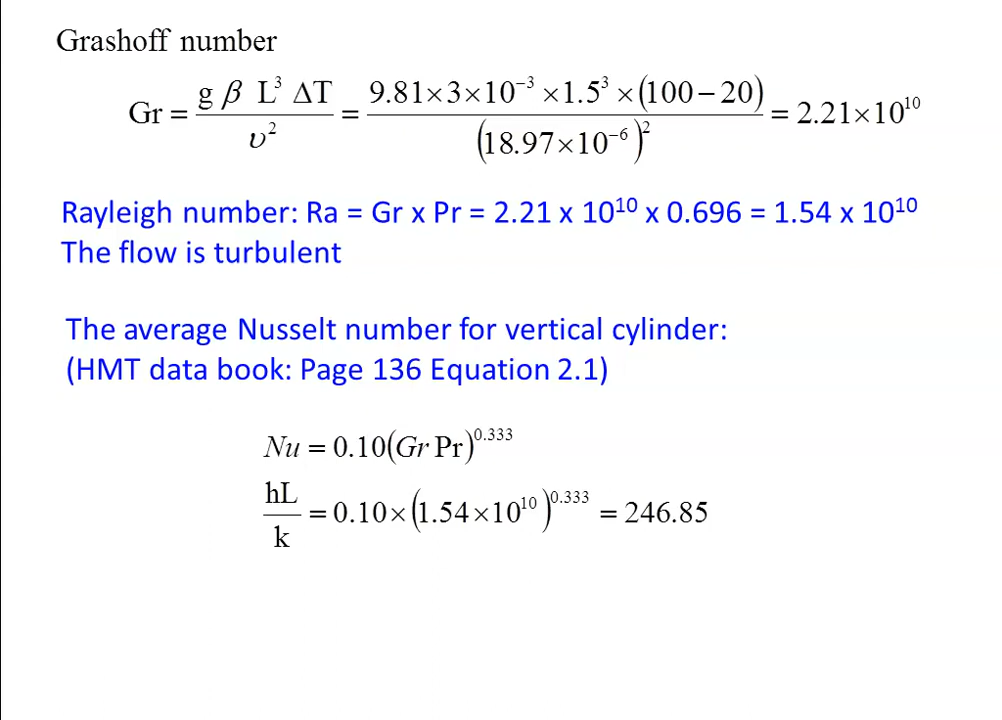 Grashoff number
Gr = g β L³ ΔT / υ² = 9.81×3×10⁻³ ×1.5³ ×(100−20) / (18.97×10⁻⁶)² = 2.21×10¹⁰
Rayleigh number: Ra = Gr x Pr = 2.21 x 10¹⁰ x 0.696 = 1.54 x 10¹⁰
The flow is turbulent
The average Nusselt number for vertical cylinder:
(HMT data book: Page 136 Equation 2.1)
Nu = 0.10(Gr Pr)^0.333
hL / k = 0.10×(1.54×10¹⁰)^0.333 = 246.85